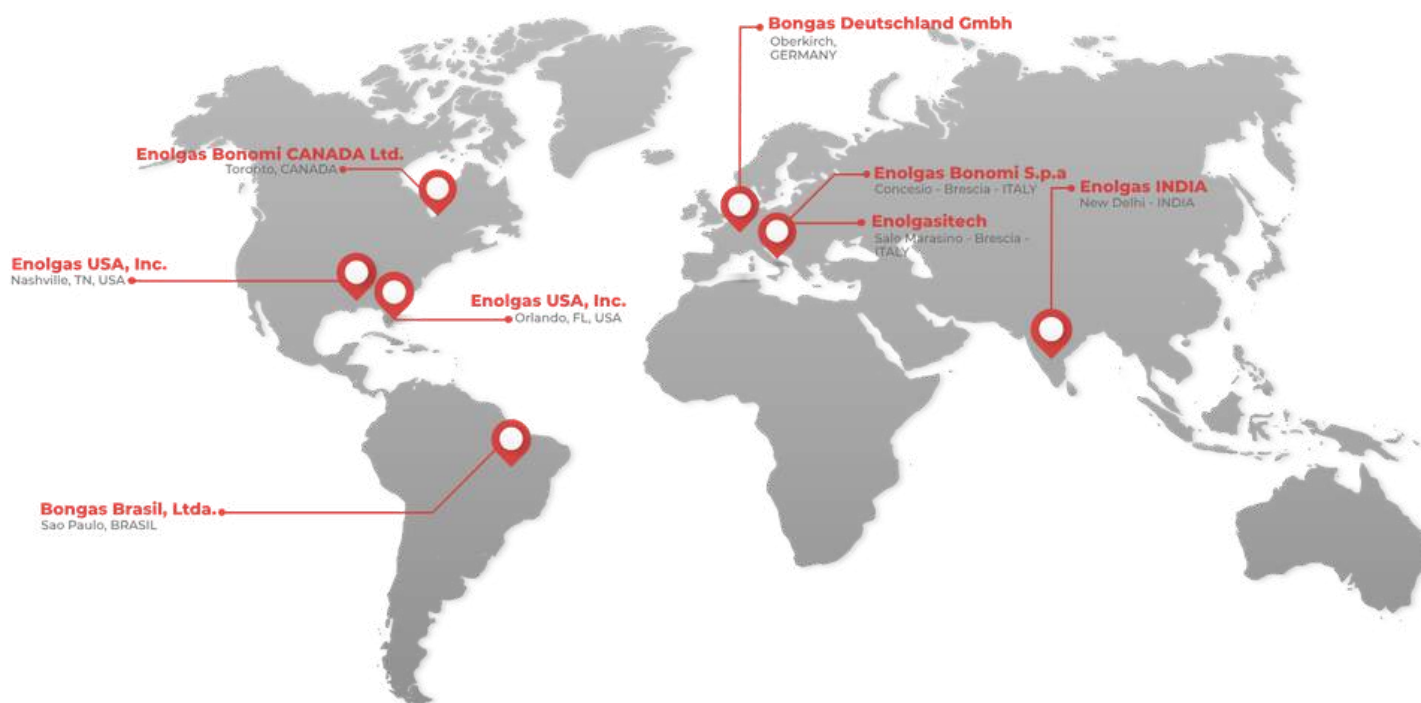 Bongas Deutschland Gmbh
Oberkirch,
GERMANY
Enolgas Bonomi CANADA Ltd.
Toronto, CANADA
Enolgas Bonomi S.p.a
Concesio - Brescia - ITALY
Enolgas INDIA
New Delhi - INDIA
Enolgasitech
Sale Marasino - Brescia -
ITALY
Enolgas USA, Inc.
Nashville, TN, USA
Enolgas USA, Inc.
Orlando, FL, USA
Bongas Brasil, Ltda.
Sao Paulo, BRASIL